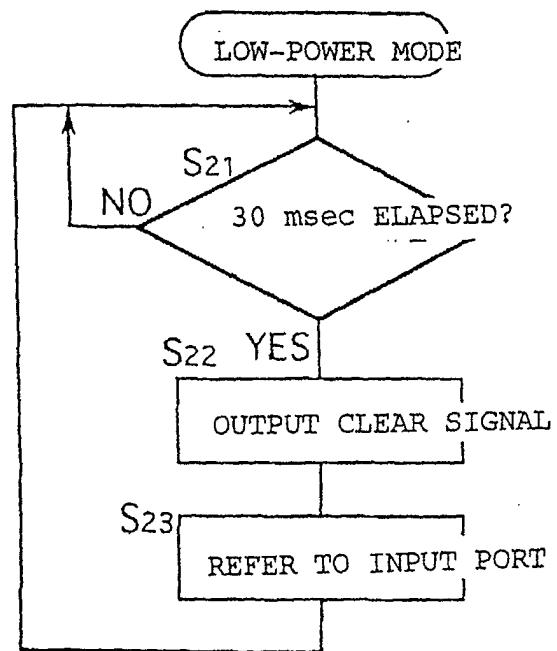 LOW-POWER MODE
S21
NO
30 msec ELAPSED?
S22
YES
OUTPUT CLEAR SIGNAL
S23
REFER TO INPUT PORT